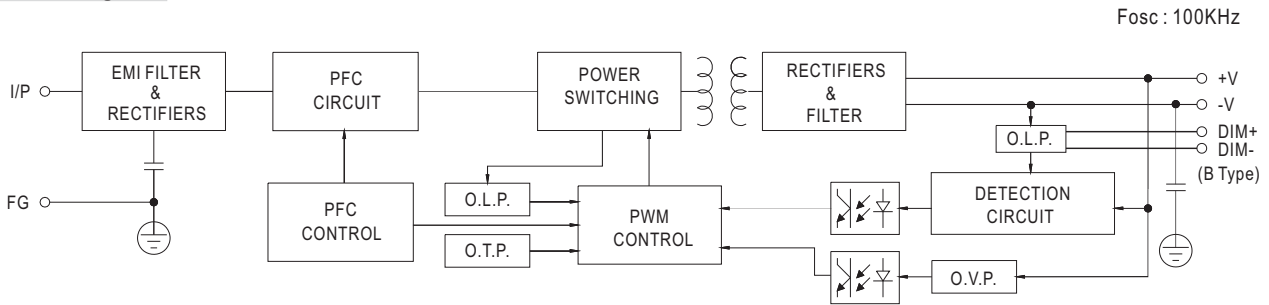 Fosc : 100KHz
I/P
EMI FILTER
&
RECTIFIERS
PFC
CIRCUIT
POWER
SWITCHING
RECTIFIERS
&
FILTER
+V
-V
DIM+
DIM-
(B Type)
O.L.P.
FG
PFC
CONTROL
O.L.P.
O.T.P.
PWM
CONTROL
DETECTION
CIRCUIT
O.V.P.